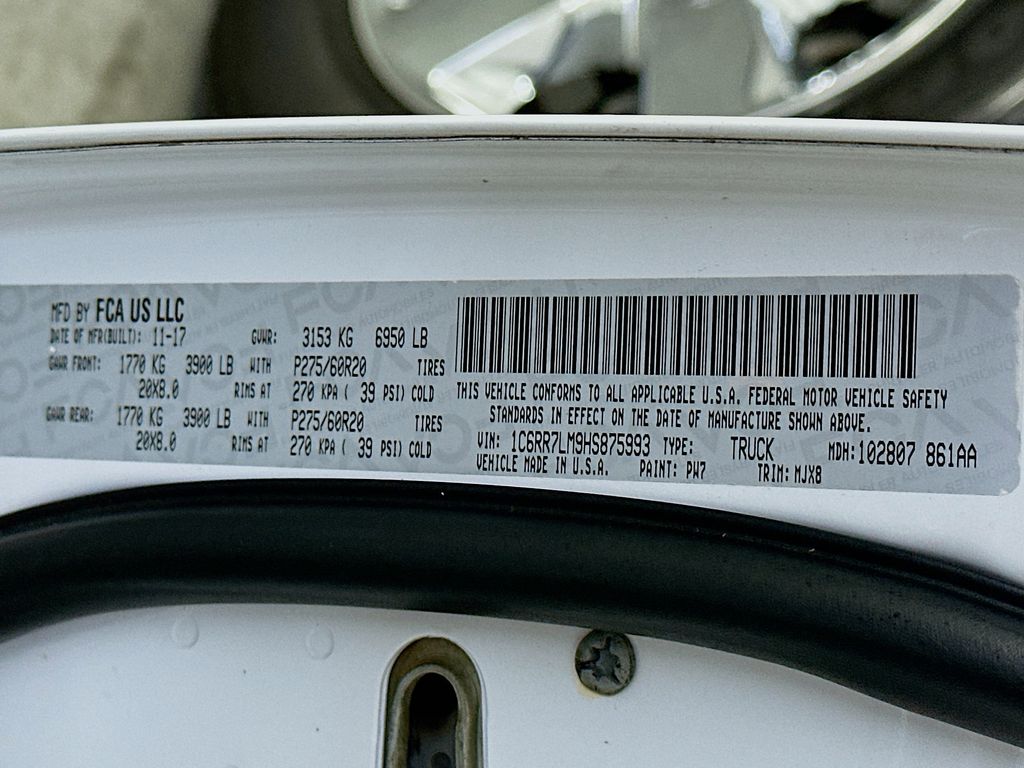 MFD BY FCA US LLC
DATE OF MFR(BUILT): 11-17 GVWR: 3153 KG 6950 LB
GAWR FRONT: 1770 KG 3900 LB WITH P275/60R20 TIRES
20X8.0 RIMS AT 270 KPA ( 39 PSI) COLD
GAWR REAR: 1770 KG 3900 LB WITH P275/60R20 TIRES
20X8.0 RIMS AT 270 KPA ( 39 PSI) COLD
THIS VEHICLE CONFORMS TO ALL APPLICABLE U.S.A. FEDERAL MOTOR VEHICLE SAFETY
STANDARDS IN EFFECT ON THE DATE OF MANUFACTURE SHOWN ABOVE.
VIN: 1C6RR7LM9HS875993 TYPE: TRUCK MDH: 102807 861AA
VEHICLE MADE IN U.S.A. PAINT: PW7 TRIM: MJX8